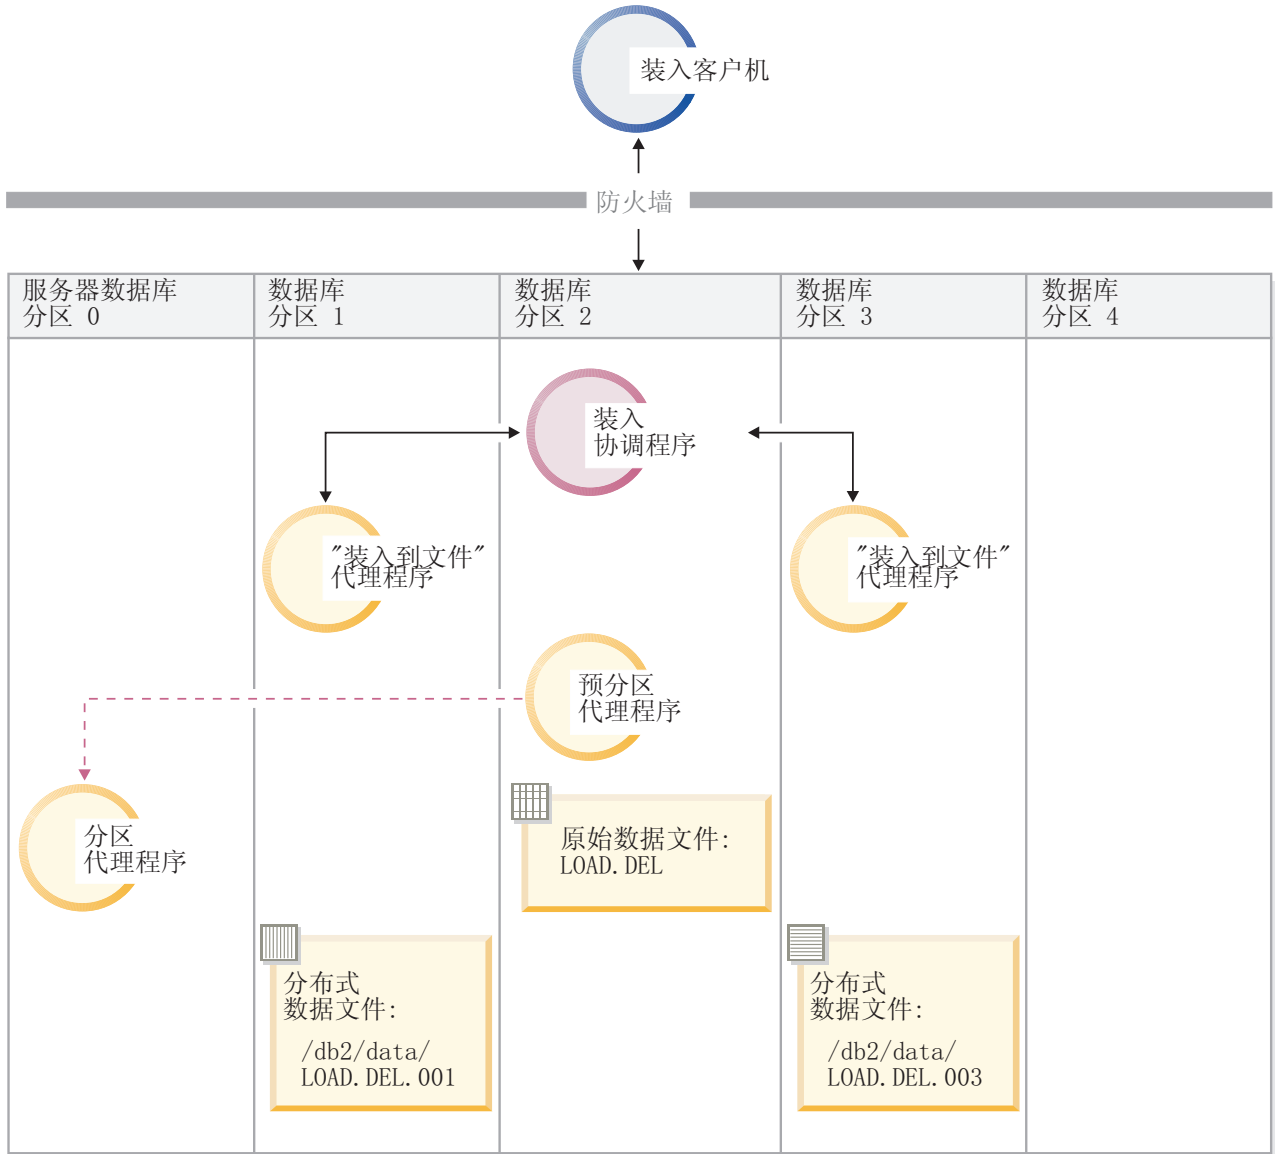 装入客户机
防火墙
服务器数据库
分区 0
数据库
分区 1
数据库
分区 2
数据库
分区 3
数据库
分区 4
装入
协调程序
"装入到文件"
代理程序
"装入到文件"
代理程序
预分区
代理程序
分区
代理程序
原始数据文件:
LOAD.DEL
分布式
数据文件:
/db2/data/
LOAD.DEL.001
分布式
数据文件:
/db2/data/
LOAD.DEL.003